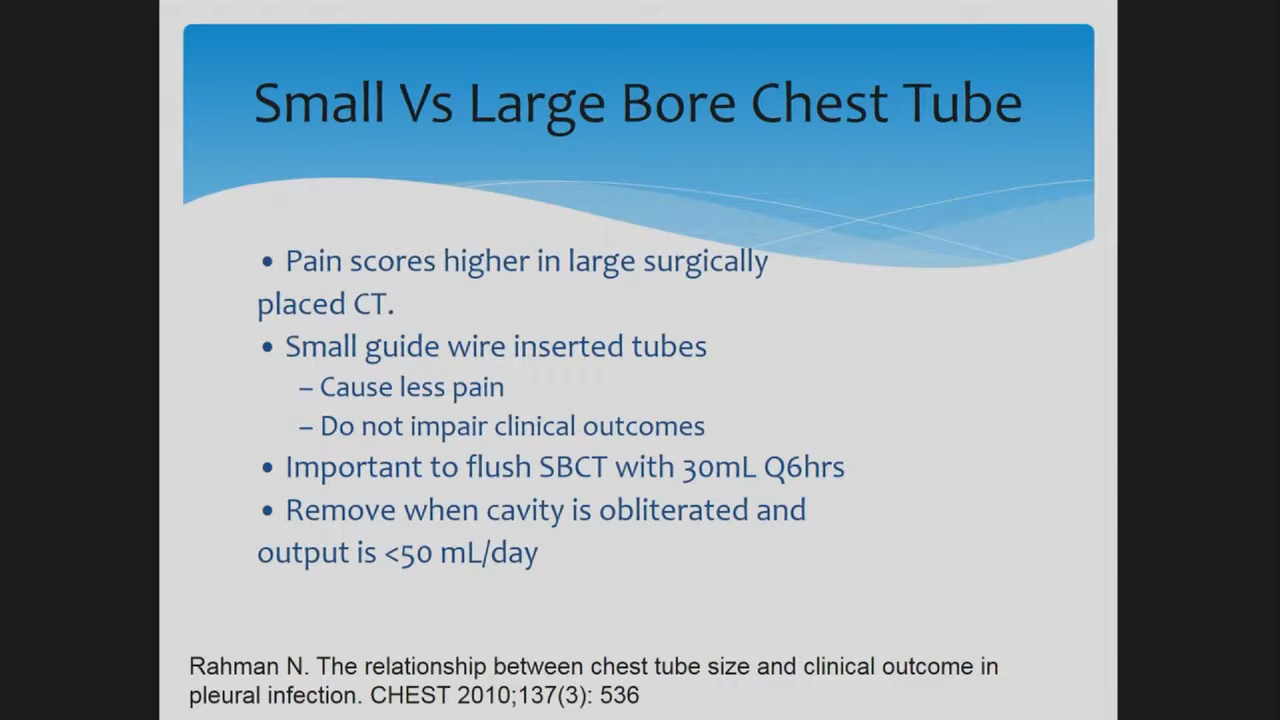 Small Vs Large Bore Chest Tube
• Pain scores higher in large surgically
placed CT.
• Small guide wire inserted tubes
– Cause less pain
– Do not impair clinical outcomes
• Important to flush SBCT with 30mL Q6hrs
• Remove when cavity is obliterated and
output is <50 mL/day
Rahman N. The relationship between chest tube size and clinical outcome in
pleural infection. CHEST 2010;137(3): 536